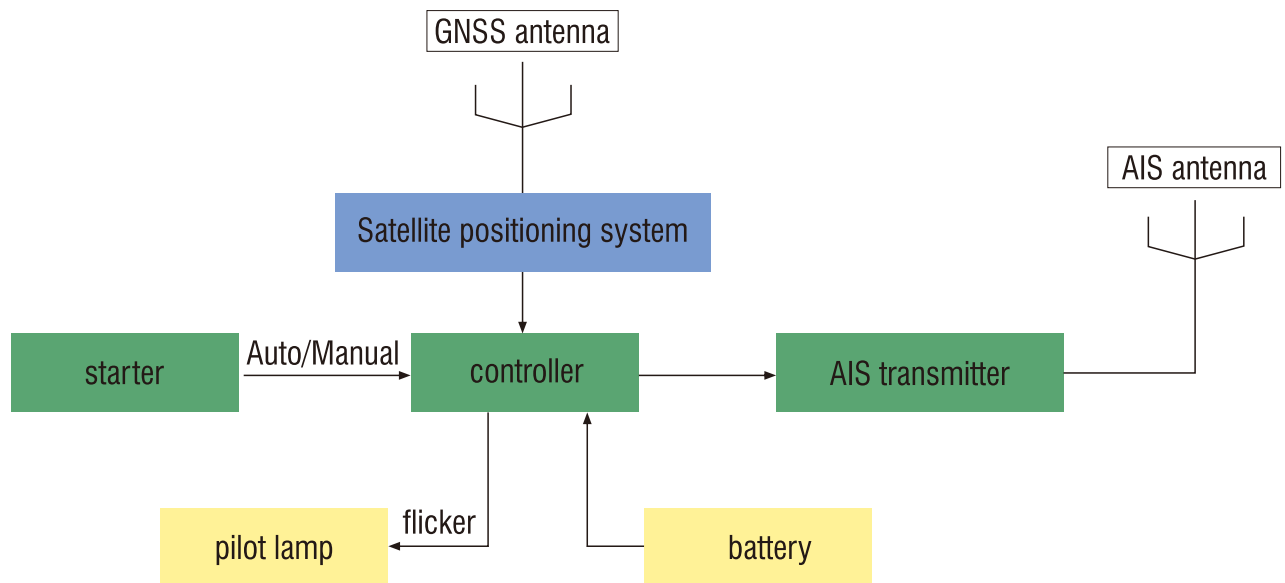 GNSS antenna
AIS antenna
Satellite positioning system
starter
Auto/Manual
controller
AIS transmitter
flicker
pilot lamp
battery